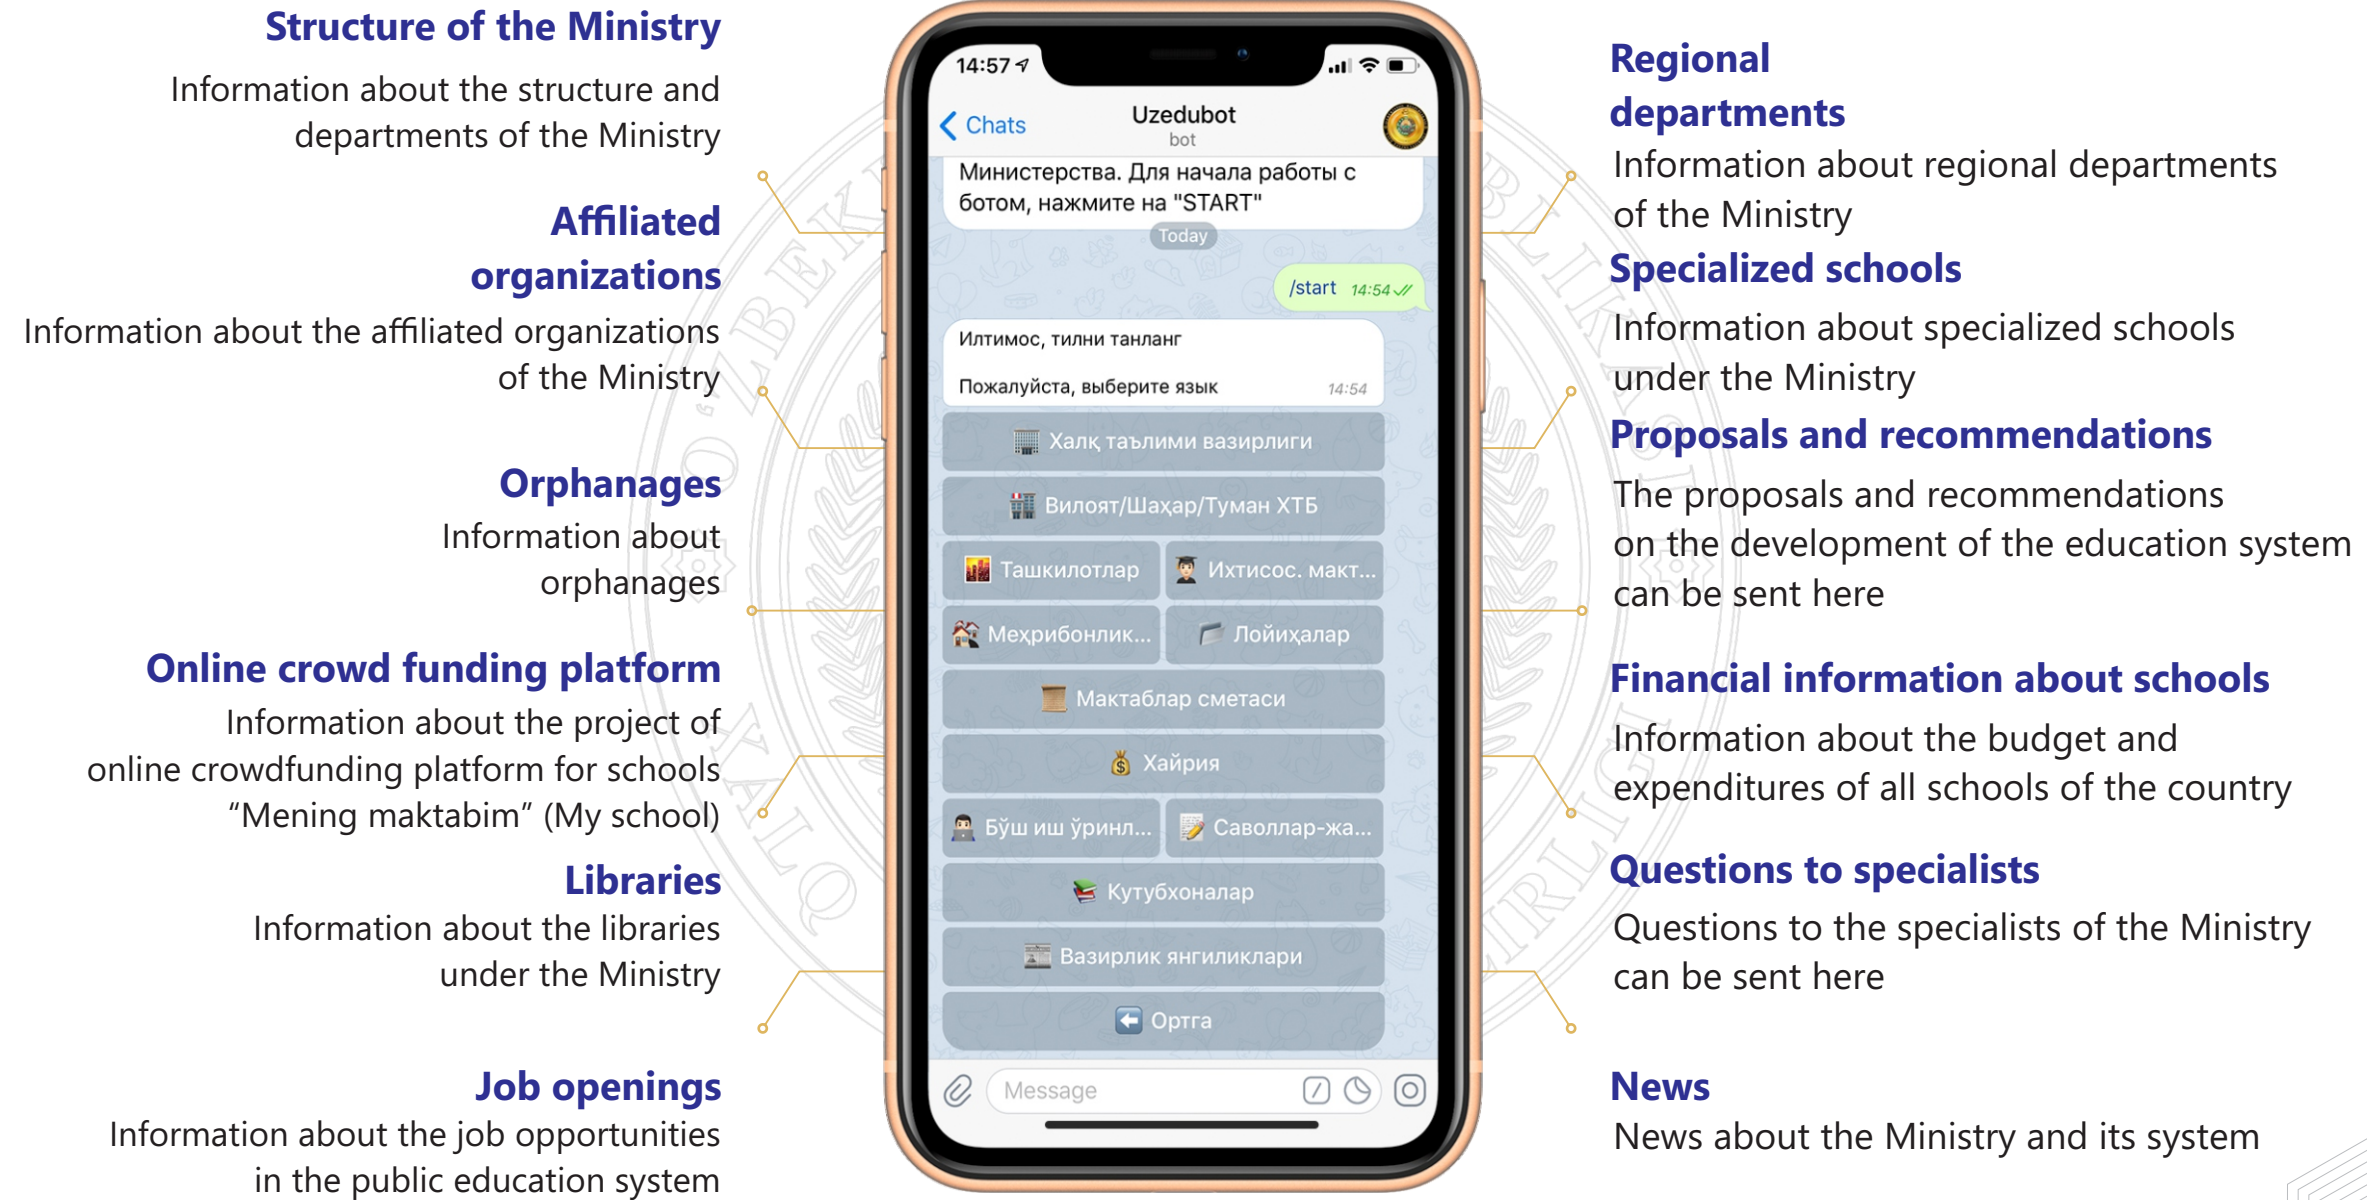 Structure of the Ministry
Information about the structure and
departments of the Ministry
Affiliated
organizations
Information about the affiliated organizations
of the Ministry
Orphanages
Information about
orphanages
Online crowd funding platform
Information about the project of
online crowdfunding platform for schools
“Mening maktabim” (My school)
Libraries
Information about the libraries
under the Ministry
Job openings
Information about the job opportunities
in the public education system
14:57
Chats
Uzedubot
bot
Министерства. Для начала работы с
ботом, нажмите на "START"
Today
/start 14:54
Илтимос, тилни танланг
Пожалуйста, выберите язык 14:54
Халқ таълими вазирлиги
Вилоят/Шаҳар/Туман ХТБ
Ташкилотлар
Ихтисос. макт...
Меҳрибонлик...
Лойиҳалар
Мактаблар сметаси
Хайрия
Бўш иш ўринл...
Саволлар-жа...
Кутубхоналар
Вазирлик янгиликлари
Ортга
Message
Regional
departments
Information about regional departments
of the Ministry
Specialized schools
Information about specialized schools
under the Ministry
Proposals and recommendations
The proposals and recommendations
on the development of the education system
can be sent here
Financial information about schools
Information about the budget and
expenditures of all schools of the country
Questions to specialists
Questions to the specialists of the Ministry
can be sent here
News
News about the Ministry and its system